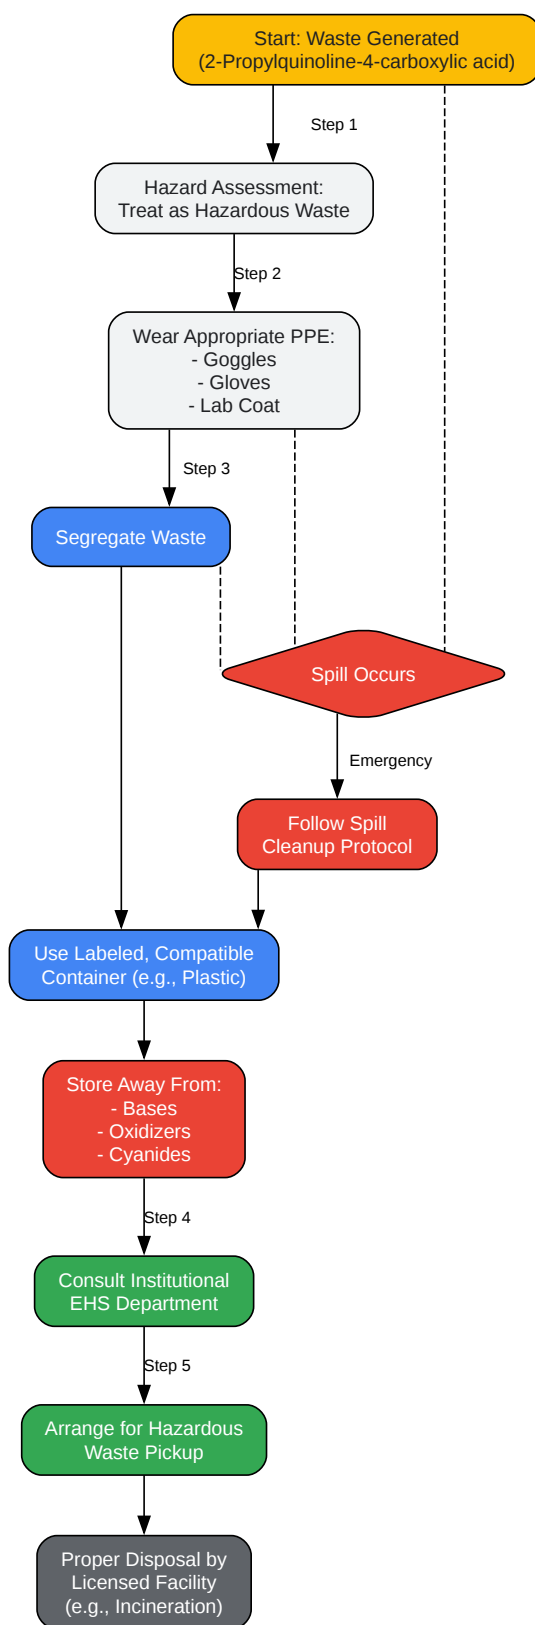 Start: Waste Generated
(2-Propylquinoline-4-carboxylic acid)
Step 1
Hazard Assessment:
Treat as Hazardous Waste
Step 2
Wear Appropriate PPE:
- Goggles
- Gloves
- Lab Coat
Step 3
Segregate Waste
Spill Occurs
Emergency
Follow Spill
Cleanup Protocol
Use Labeled, Compatible
Container (e.g., Plastic)
Store Away From:
- Bases
- Oxidizers
- Cyanides
Step 4
Consult Institutional
EHS Department
Step 5
Arrange for Hazardous
Waste Pickup
Proper Disposal by
Licensed Facility
(e.g., Incineration)